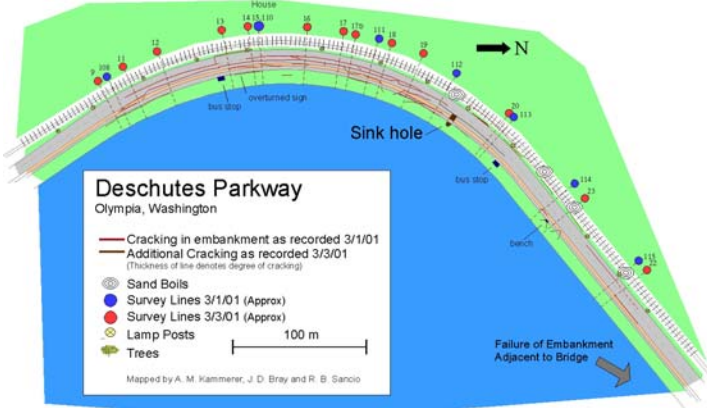 House
13
14
15,
110
16
17
17b
111
18
19
12
11
9
108
112
N
20
113
bus stop
overturned sign
Sink hole
bus stop
114
23
bench
115
22
Deschutes Parkway
Olympia, Washington
Cracking in embankment as recorded 3/1/01
Additional Cracking as recorded 3/3/01
(Thickness of line denotes degree of cracking)
Sand Boils
Survey Lines 3/1/01 (Approx)
Survey Lines 3/3/01 (Approx)
Lamp Posts
100 m
Trees
Mapped by A. M. Kammerer, J. D. Bray and R. B. Sancio
Failure of Embankment
Adjacent to Bridge